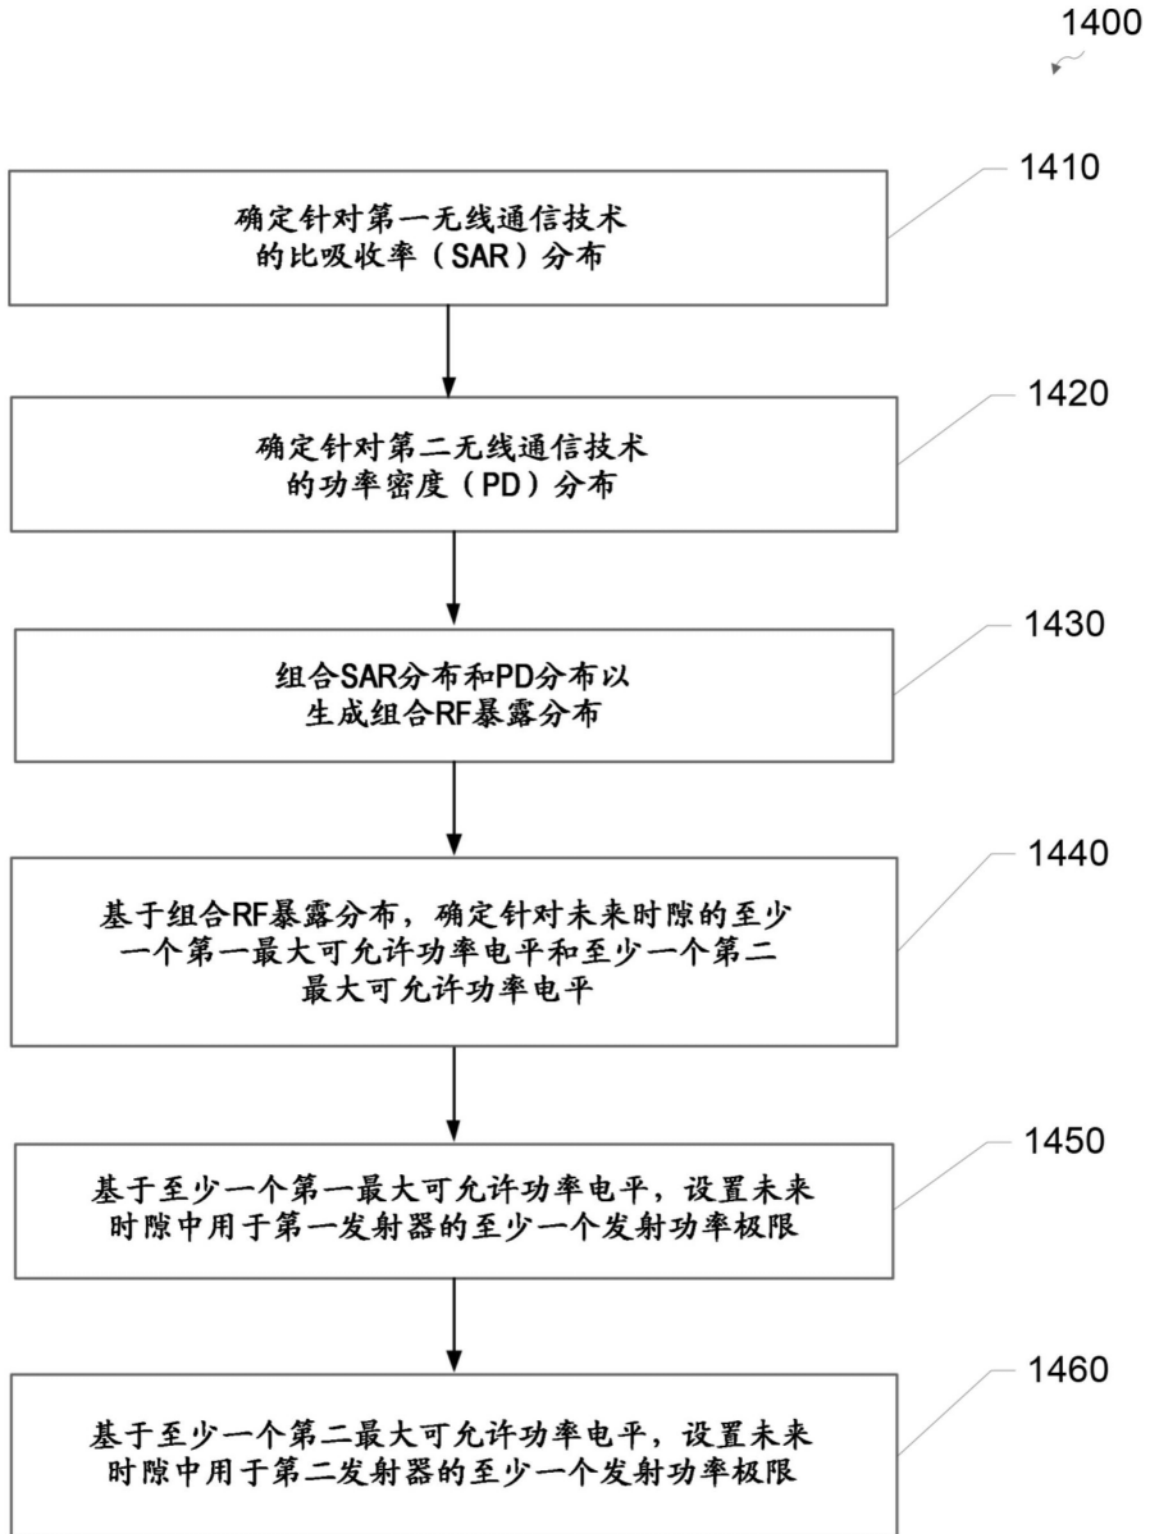 1400
1410
确定针对第一无线通信技术
的比吸收率（SAR）分布
1420
确定针对第二无线通信技术
的功率密度（PD）分布
1430
组合SAR分布和PD分布以
生成组合RF暴露分布
1440
基于组合RF暴露分布，确定针对未来时隙的至少
一个第一最大可允许功率电平和至少一个第二
最大可允许功率电平
1450
基于至少一个第一最大可允许功率电平，设置未来
时隙中用于第一发射器的至少一个发射功率极限
1460
基于至少一个第二最大可允许功率电平，设置未来
时隙中用于第二发射器的至少一个发射功率极限